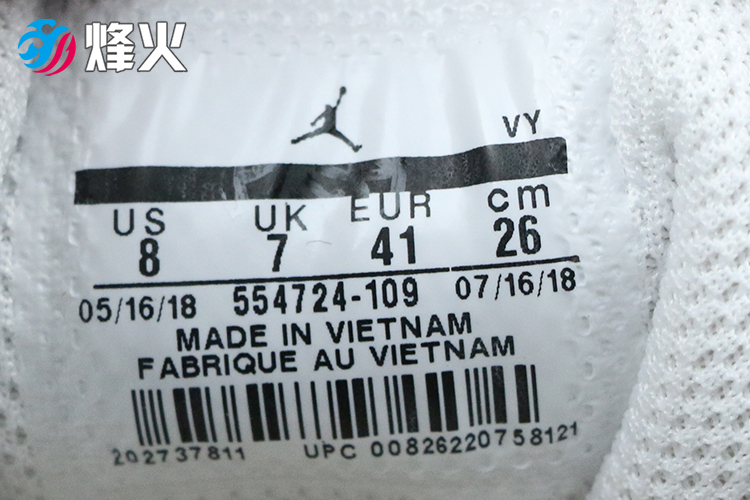 烽火
VY
US UK EUR cm
8 7 41 26
05/16/18 554724-109 07/16/18
MADE IN VIETNAM
FABRIQUE AU VIETNAM
202737811 UPC 00826220758121